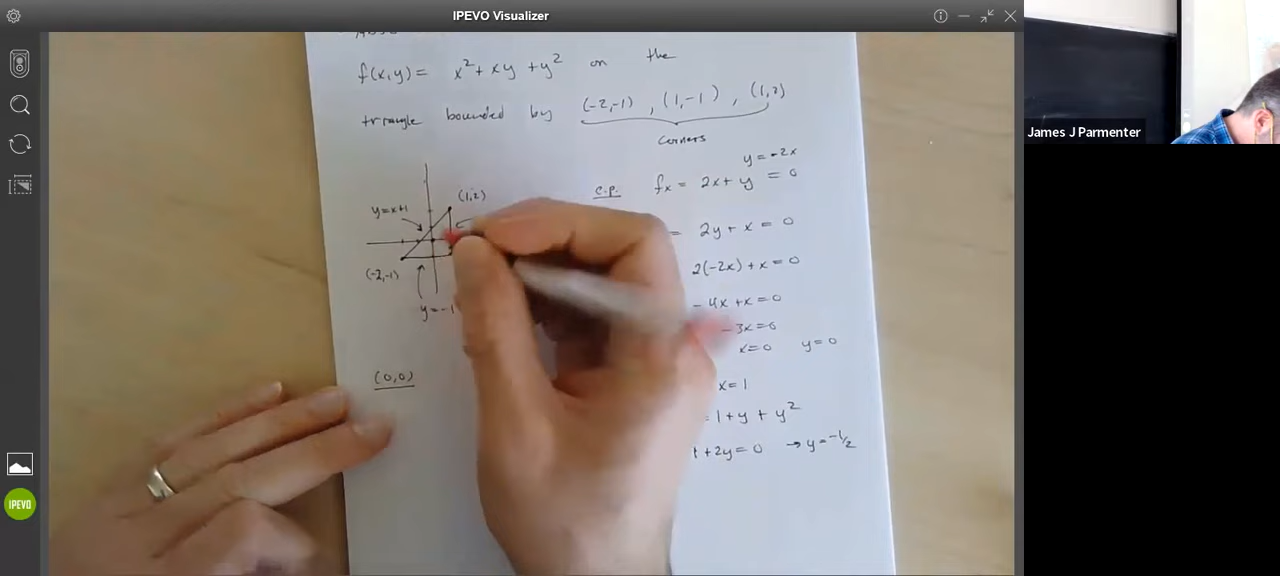 IPEVO Visualizer
James J Parmenter
f(x,y) = x² + xy + y² on the
triangle bounded by (-2,-1) , (1,-1) , (1,2)
corners
y = -2x
c.p. fx = 2x + y = 0
(1,2)
y = x+1
= 2y + x = 0
(-2,-1)
2(-2x) + x = 0
y = -1
- 4x + x = 0
- 3x = 0
x = 0 y = 0
(0,0)
x = 1
= 1 + y + y²
+ 2y = 0 → y = -1/2
IPEVO